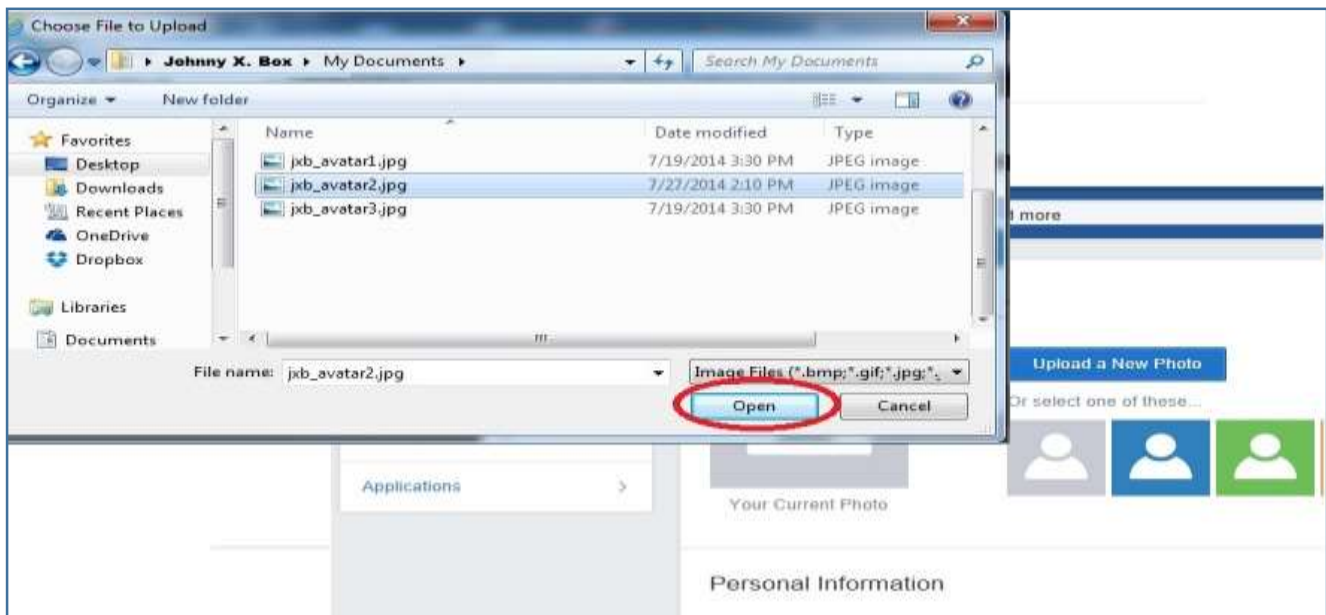 Choose File to Upload
Johnny X. Box ▸ My Documents ▸
Search My Documents
Organize New folder
Name Date modified Type
Favorites
Desktop
Downloads
Recent Places
OneDrive
Dropbox
Libraries
Documents
jxb_avatar1.jpg 7/19/2014 3:30 PM JPEG image
jxb_avatar2.jpg 7/27/2014 2:10 PM JPEG image
jxb_avatar3.jpg 7/19/2014 3:30 PM JPEG image
File name: jxb_avatar2.jpg
Image Files (*.bmp;*.gif;*.jpg;*.
Open Cancel
more
Upload a New Photo
Or select one of these...
Applications
Your Current Photo
Personal Information